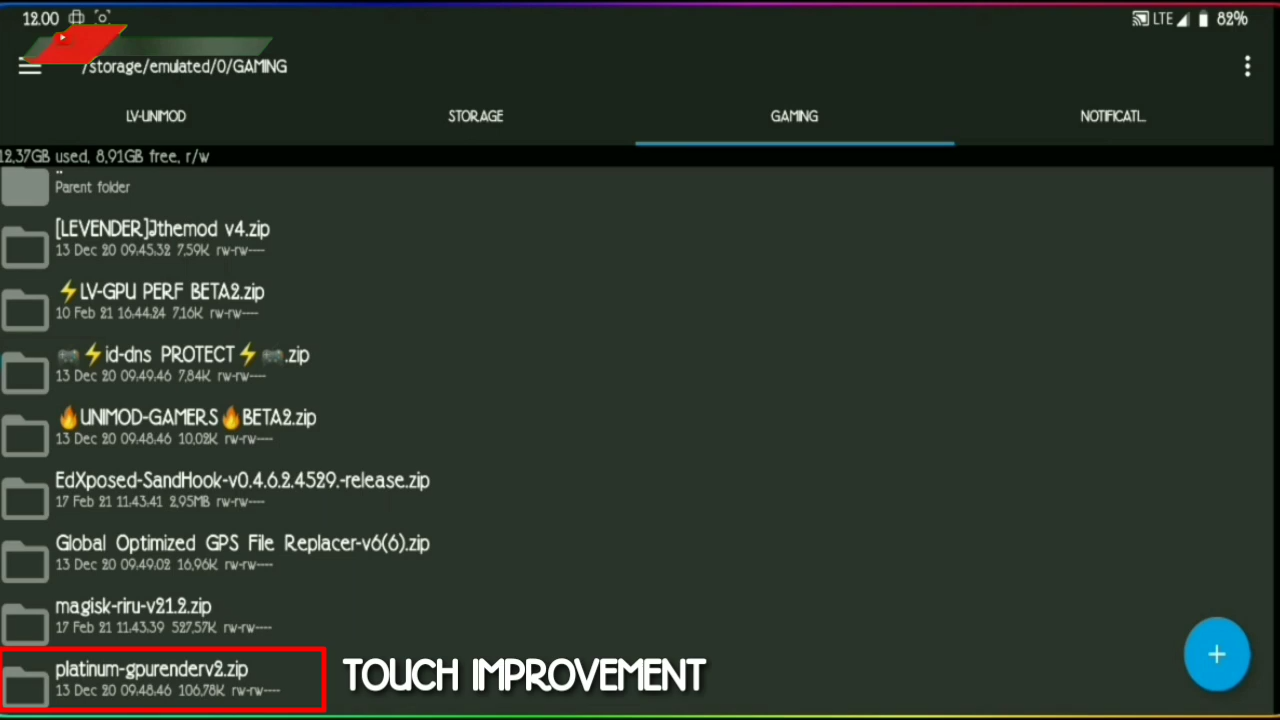 12.00
LTE 82%
/storage/emulated/0/GAMING
LV-UNIMOD STORAGE GAMING NOTIFICATI...
12,37GB used, 8,91GB free, r/w
..
Parent folder
[LEVENDER]Jthemod v4.zip
13 Dec 20 09.45.32 7,59K rw-rw----
⚡LV-GPU PERF BETA2.zip
10 Feb 21 16.44.24 7,16K rw-rw----
🎮⚡id-dns PROTECT⚡🎮.zip
13 Dec 20 09.49.46 7,84K rw-rw----
🔥UNIMOD-GAMERS🔥BETA2.zip
13 Dec 20 09.48.46 10,02K rw-rw----
EdXposed-SandHook-v0.4.6.2.4529.-release.zip
17 Feb 21 11.43.41 2,95MB rw-rw----
Global Optimized GPS File Replacer-v6(6).zip
13 Dec 20 09.49.02 16,96K rw-rw----
magisk-riru-v21.2.zip
17 Feb 21 11.43.39 527,57K rw-rw----
platinum-gpurenderv2.zip
13 Dec 20 09.48.46 106,78K rw-rw----
TOUCH IMPROVEMENT